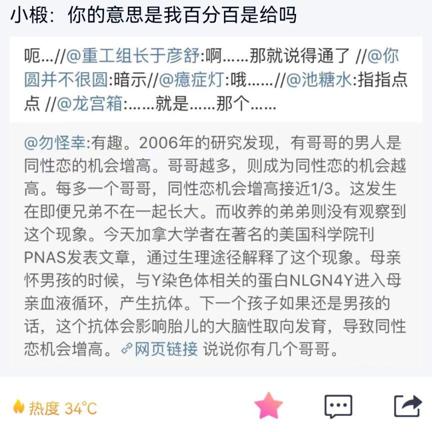 小椴：你的意思是我百分百是给吗
呃...//@重工组长于彦舒:啊……那就说得通了 //@你
圆并不很圆:暗示//@癔症灯:哦……//@池糖水:指指点
点 //@龙宫箱:……就是……那个……
@勿怪幸:有趣。2006年的研究发现，有哥哥的男人是
同性恋的机会增高。哥哥越多，则成为同性恋的机会越
高。每多一个哥哥，同性恋机会增高接近1/3。这发生
在即便兄弟不在一起长大。而收养的弟弟则没有观察到
这个现象。今天加拿大学者在著名的美国科学院刊
PNAS发表文章，通过生理途径解释了这个现象。母亲
怀男孩的时候，与Y染色体相关的蛋白NLGN4Y进入母
亲血液循环，产生抗体。下一个孩子如果还是男孩的
话，这个抗体会影响胎儿的大脑性取向发育，导致同性
恋机会增高。网页链接 说说你有几个哥哥。
热度 34°C